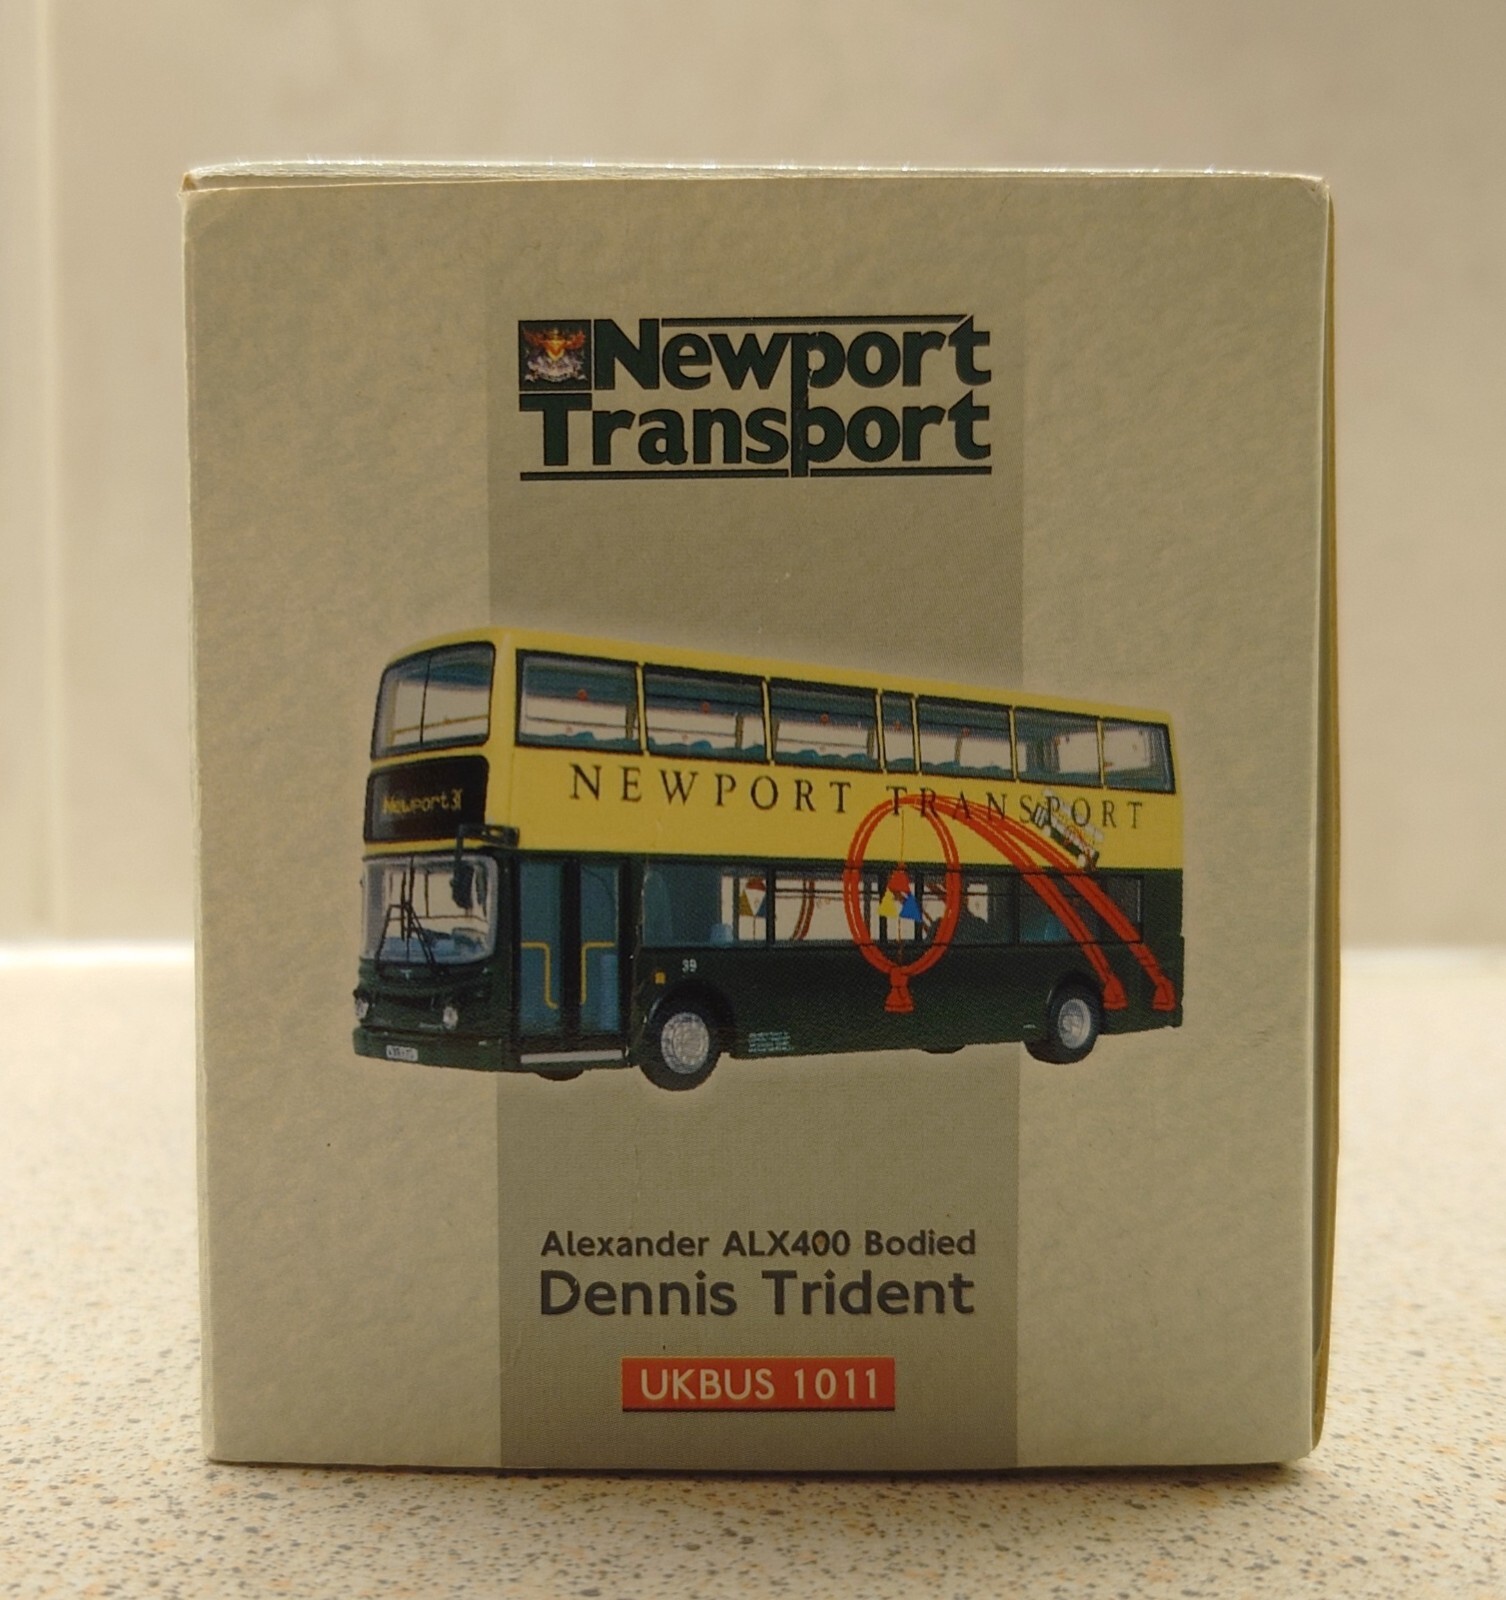 Newport
Transport
Newport 3
NEWPORT TRANSPORT
39
Alexander ALX400 Bodied
Dennis Trident
UKBUS 1011